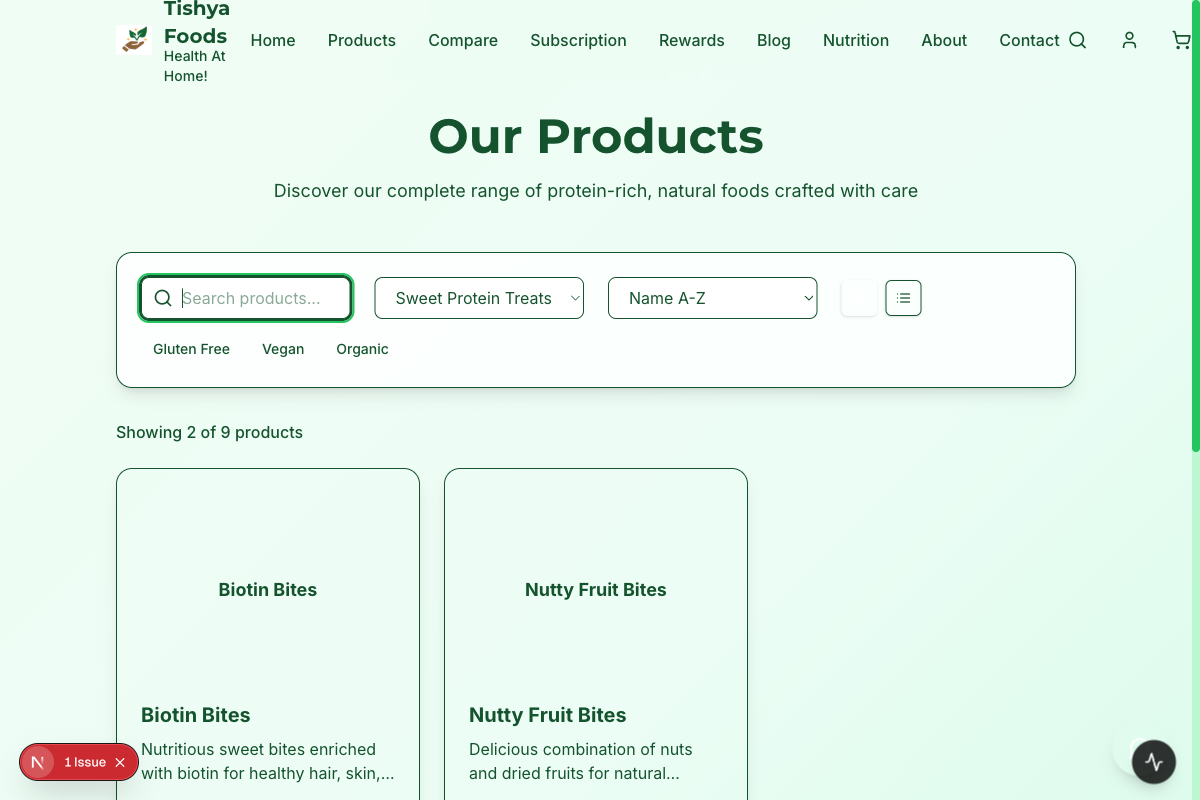 Tishya
Foods
Health At
Home!
Home Products Compare Subscription Rewards Blog Nutrition About Contact
Our Products
Discover our complete range of protein-rich, natural foods crafted with care
Search products... Sweet Protein Treats Name A-Z
Gluten Free Vegan Organic
Showing 2 of 9 products
Biotin Bites Nutty Fruit Bites
Biotin Bites Nutty Fruit Bites
Nutritious sweet bites enriched Delicious combination of nuts
with biotin for healthy hair, skin,... and dried fruits for natural...
N 1 Issue